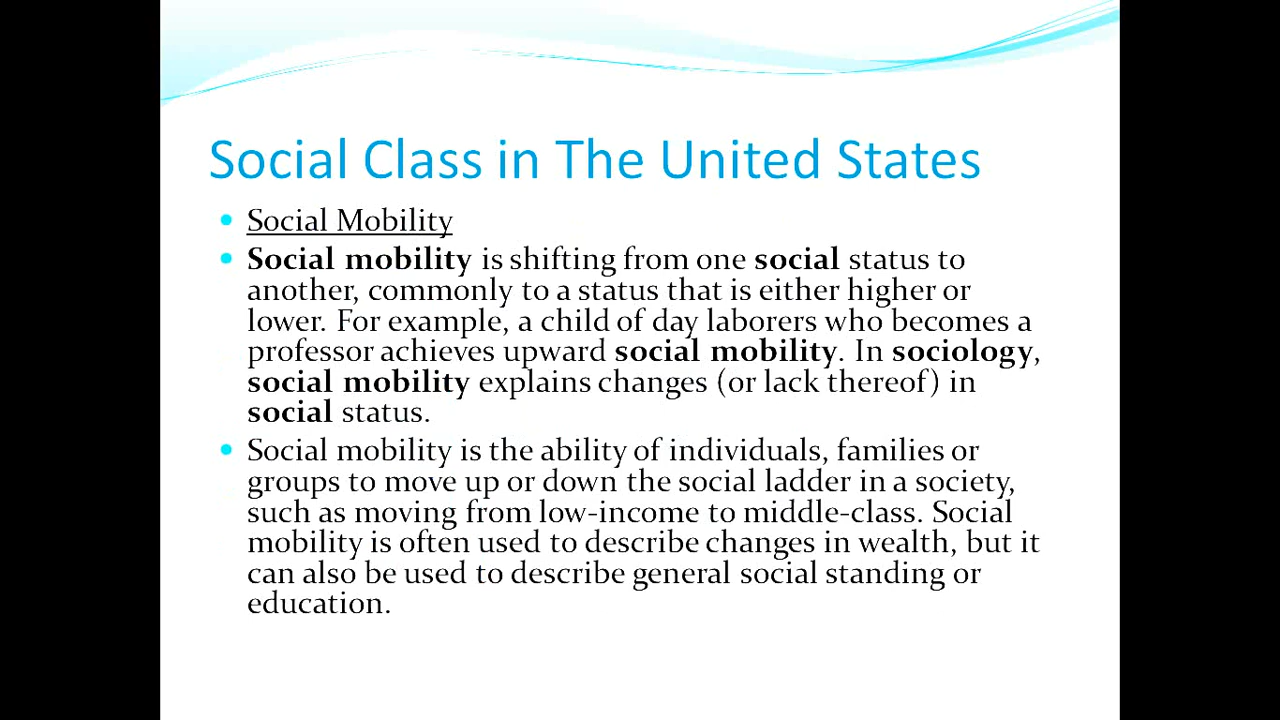 Social Class in The United States
• Social Mobility
• Social mobility is shifting from one social status to
another, commonly to a status that is either higher or
lower. For example, a child of day laborers who becomes a
professor achieves upward social mobility. In sociology,
social mobility explains changes (or lack thereof) in
social status.
• Social mobility is the ability of individuals, families or
groups to move up or down the social ladder in a society,
such as moving from low-income to middle-class. Social
mobility is often used to describe changes in wealth, but it
can also be used to describe general social standing or
education.